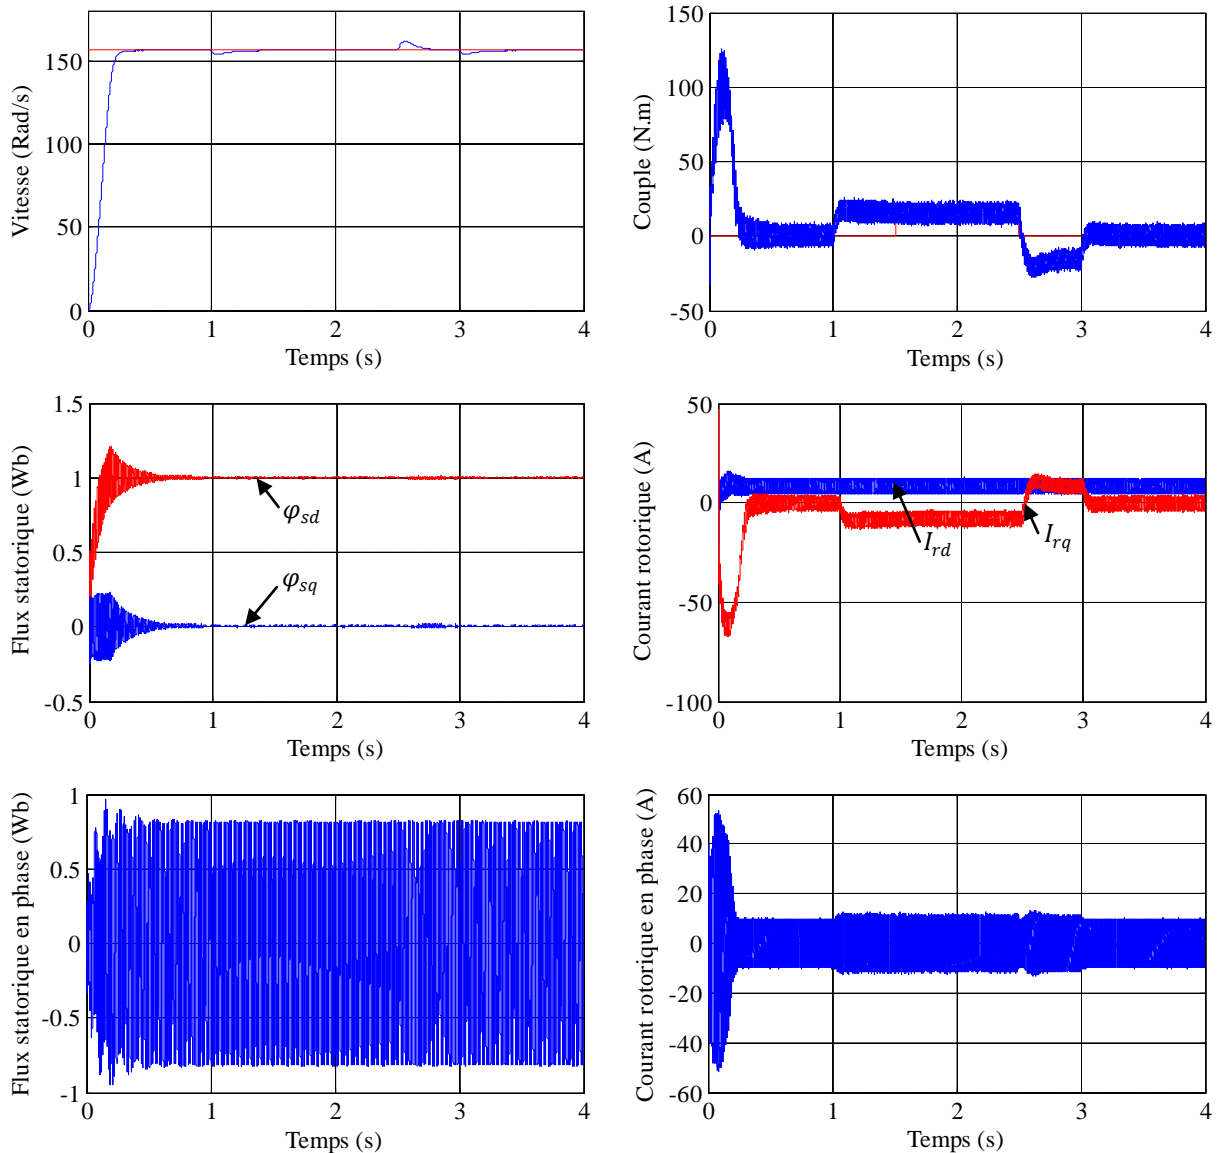 Vitesse (Rad/s)
150
100
50
0
0 1 2 3 4
Temps (s)
Couple (N.m)
150
100
50
0
-50
0 1 2 3 4
Temps (s)
Flux statorique (Wb)
1.5
1
0.5
0
-0.5
φsd
φsq
0 1 2 3 4
Temps (s)
Courant rotorique (A)
50
0
-50
-100
Ird
Irq
0 1 2 3 4
Temps (s)
Flux statorique en phase (Wb)
1
0.5
0
-0.5
-1
0 1 2 3 4
Temps (s)
Courant rotorique en phase (A)
60
40
20
0
-20
-40
-60
0 1 2 3 4
Temps (s)